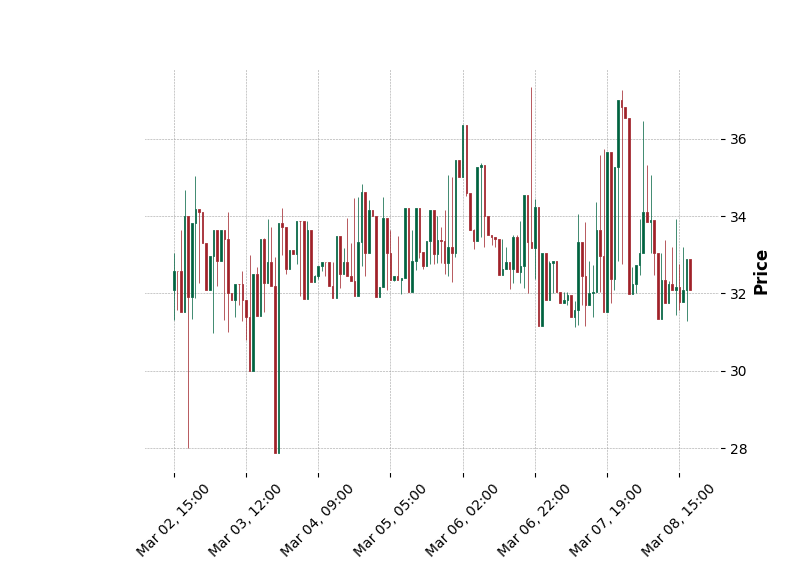 36
34
32
30
28
Price
Mar 02, 15:00
Mar 03, 12:00
Mar 04, 09:00
Mar 05, 05:00
Mar 06, 02:00
Mar 06, 22:00
Mar 07, 19:00
Mar 08, 15:00